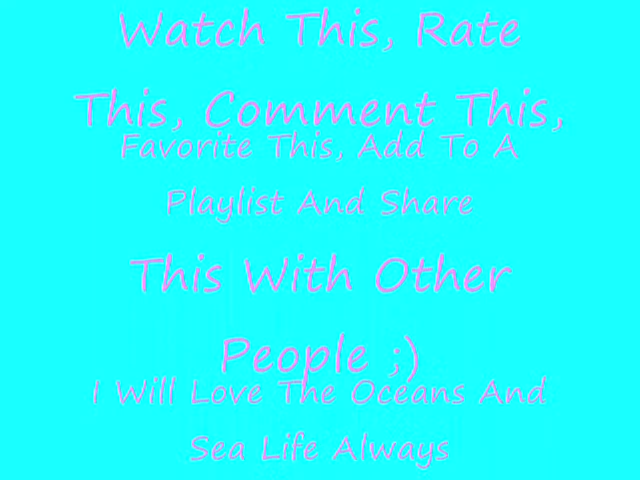 Watch This, Rate
This, Comment This,
Favorite This, Add To A
Playlist And Share
This With Other
People ;)
I Will Love The Oceans And
Sea Life Always